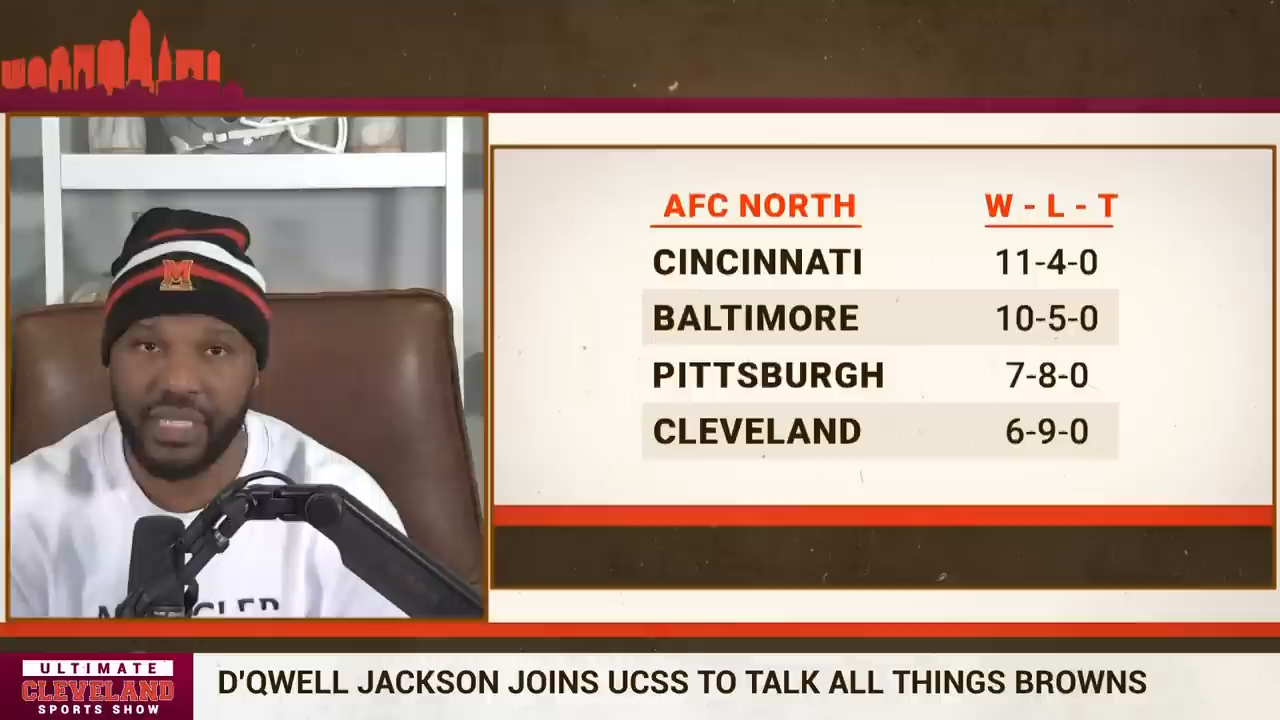 M
AFC NORTH W - L - T
CINCINNATI 11-4-0
BALTIMORE 10-5-0
PITTSBURGH 7-8-0
CLEVELAND 6-9-0
ULTIMATE
CLEVELAND
SPORTS SHOW
D'QWELL JACKSON JOINS UCSS TO TALK ALL THINGS BROWNS